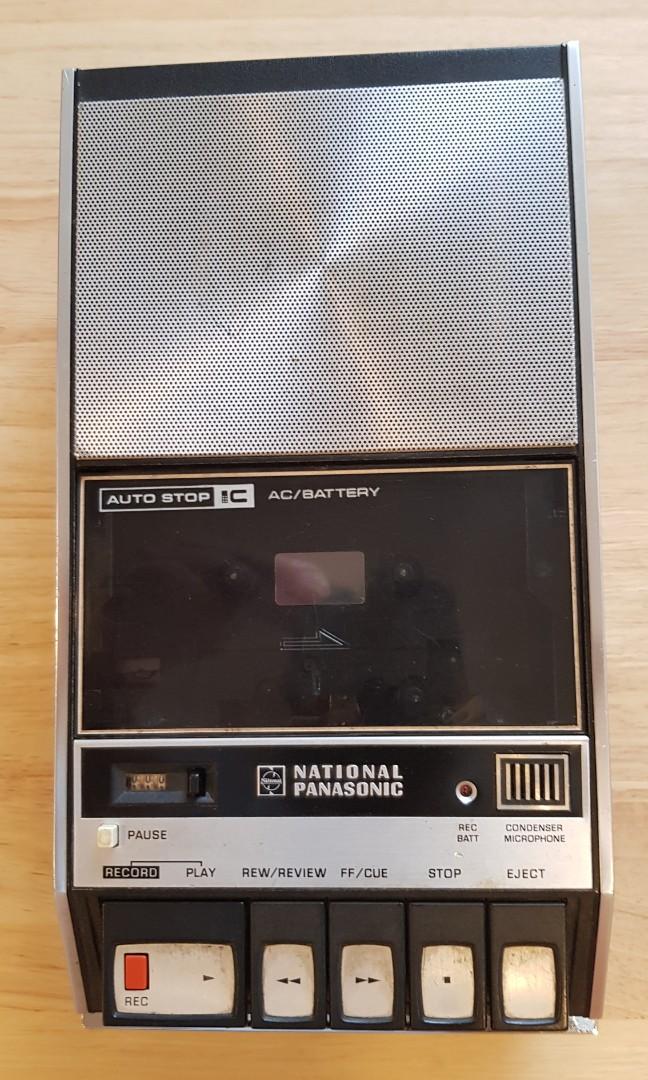 AUTO STOP IC AC/BATTERY
NATIONAL
PANASONIC
PAUSE
REC
BATT
CONDENSER
MICROPHONE
RECORD PLAY REW/REVIEW FF/CUE STOP EJECT
REC